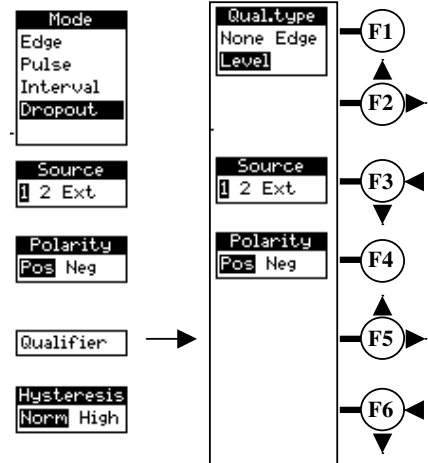 Mode
Edge
Pulse
Interval
Dropout
Source
1 2 Ext
Polarity
Pos Neg
Qualifier
Hysteresis
Norm High
Qual.type
None Edge
Level
Source
1 2 Ext
Polarity
Pos Neg
F1
F2
F3
F4
F5
F6